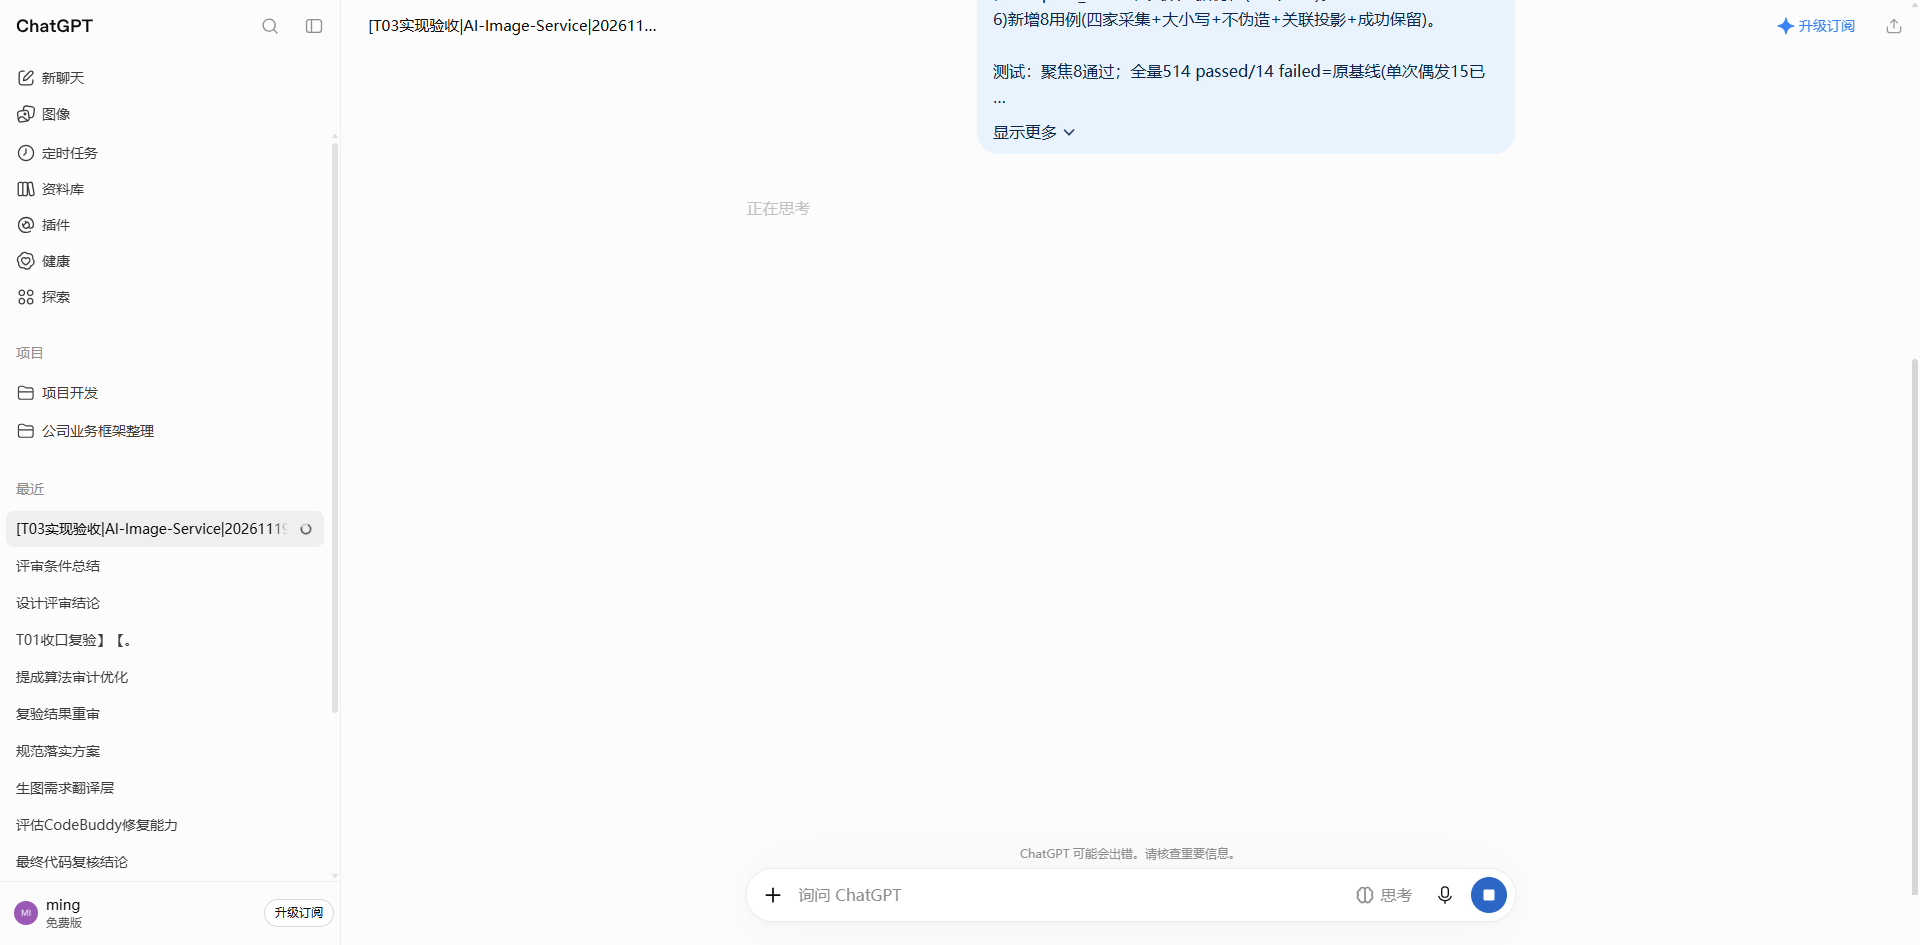 ChatGPT
新聊天
图像
定时任务
资料库
插件
健康
探索
项目
项目开发
公司业务框架整理
最近
[T03实现验收|AI-Image-Service|20261119
评审条件总结
设计评审结论
T01收口复验】【。
提成算法审计优化
复验结果重审
规范落实方案
生图需求翻译层
评估CodeBuddy修复能力
最终代码复核结论
MI
ming
免费版
升级订阅
[T03实现验收|AI-Image-Service|202611...
升级订阅
6)新增8用例(四家采集+大小写+不伪造+关联投影+成功保留)。
测试：聚焦8通过；全量514 passed/14 failed=原基线(单次偶发15已
...
显示更多
正在思考
ChatGPT 可能会出错。请核查重要信息。
询问 ChatGPT
思考